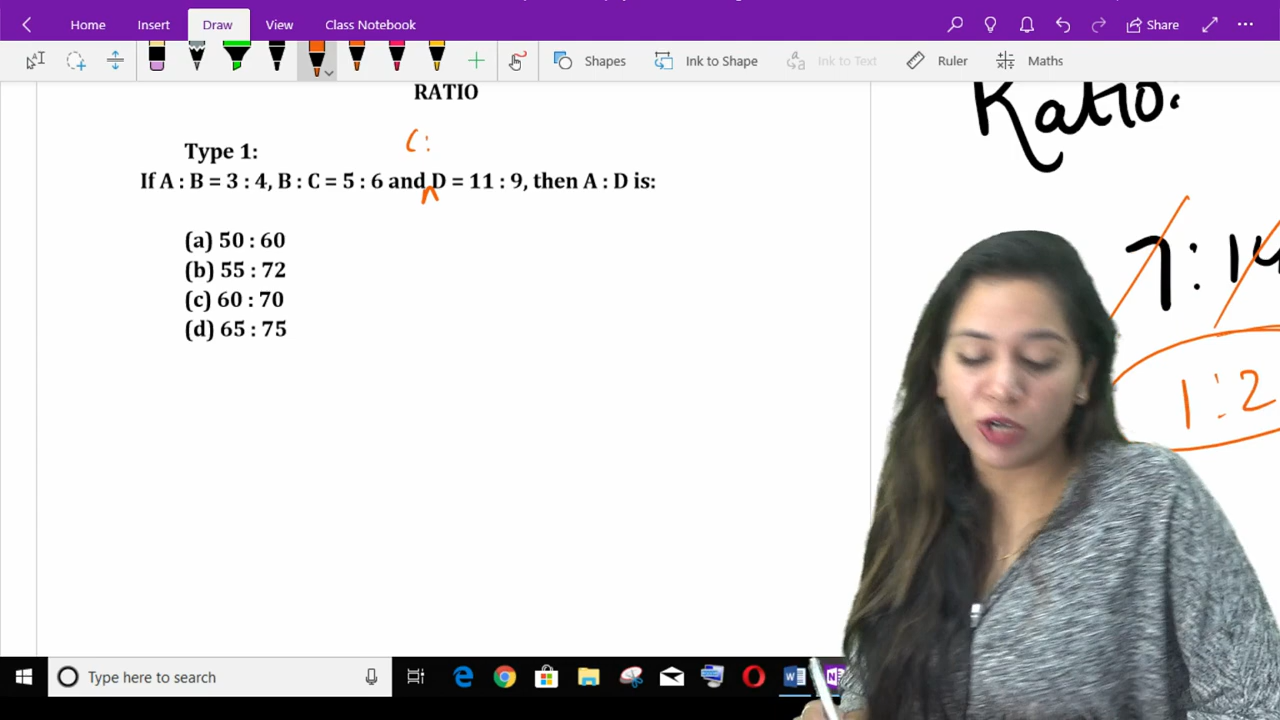 Home Insert Draw View Class Notebook Share
Shapes Ink to Shape Ink to Text Ruler Maths
RATIO
Ratio.
C:
Type 1:
If A : B = 3 : 4, B : C = 5 : 6 and D = 11 : 9, then A : D is:
(a) 50 : 60
(b) 55 : 72
(c) 60 : 70
(d) 65 : 75
7:14
1:2
Type here to search